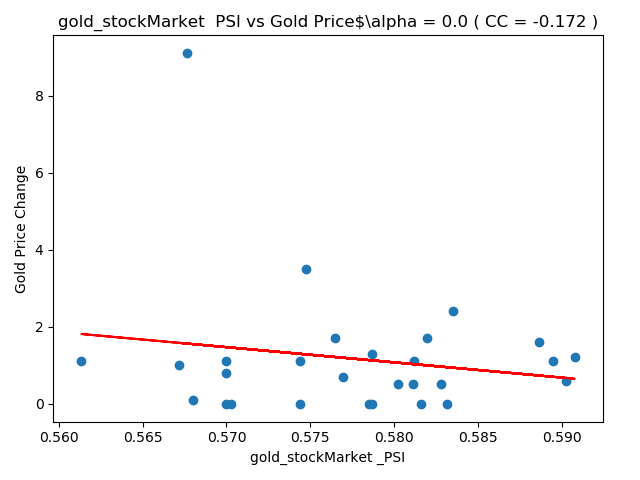 gold_stockMarket  PSI vs Gold Price$\alpha = 0.0 ( CC = -0.172 )
Gold Price Change
8
6
4
2
0
0.560 0.565 0.570 0.575 0.580 0.585 0.590
gold_stockMarket _PSI